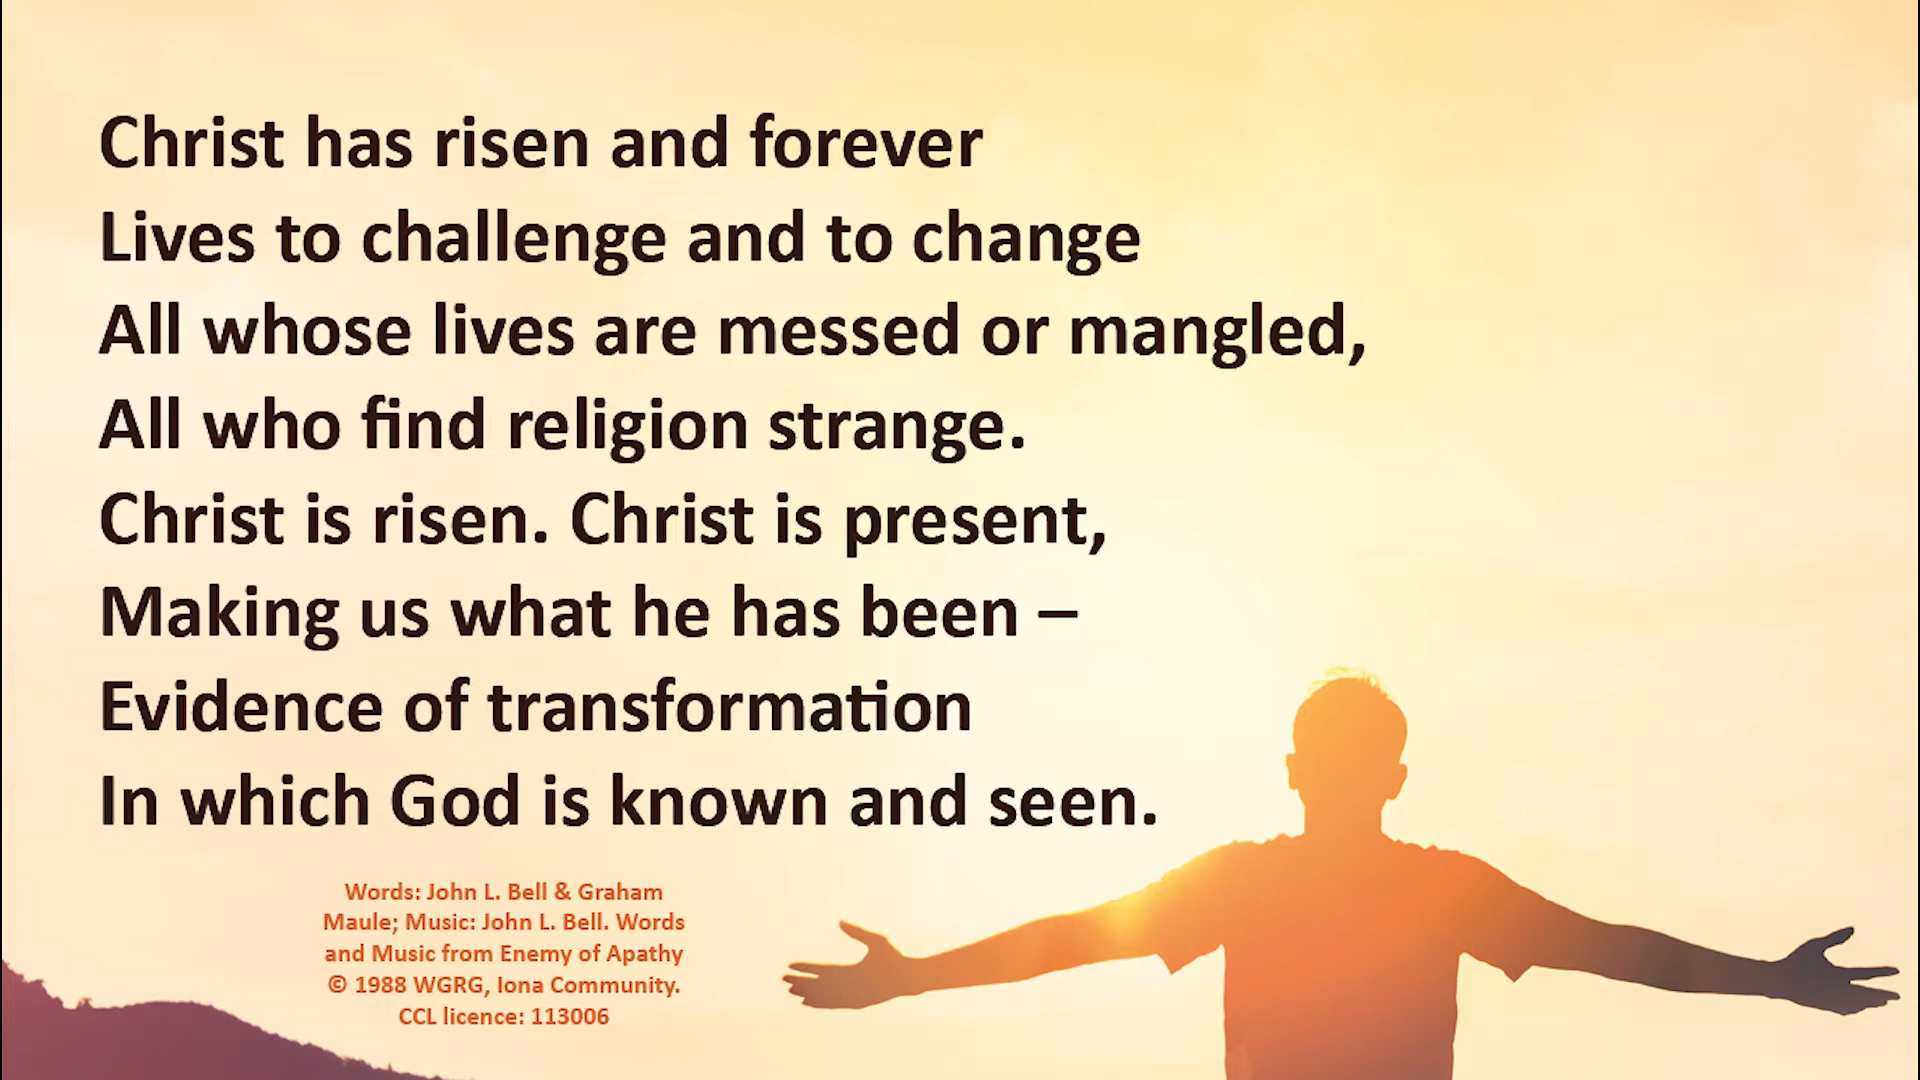 Christ has risen and forever
Lives to challenge and to change
All whose lives are messed or mangled,
All who find religion strange.
Christ is risen. Christ is present,
Making us what he has been –
Evidence of transformation
In which God is known and seen.
Words: John L. Bell & Graham
Maule; Music: John L. Bell. Words
and Music from Enemy of Apathy
© 1988 WGRG, Iona Community.
CCL licence: 113006